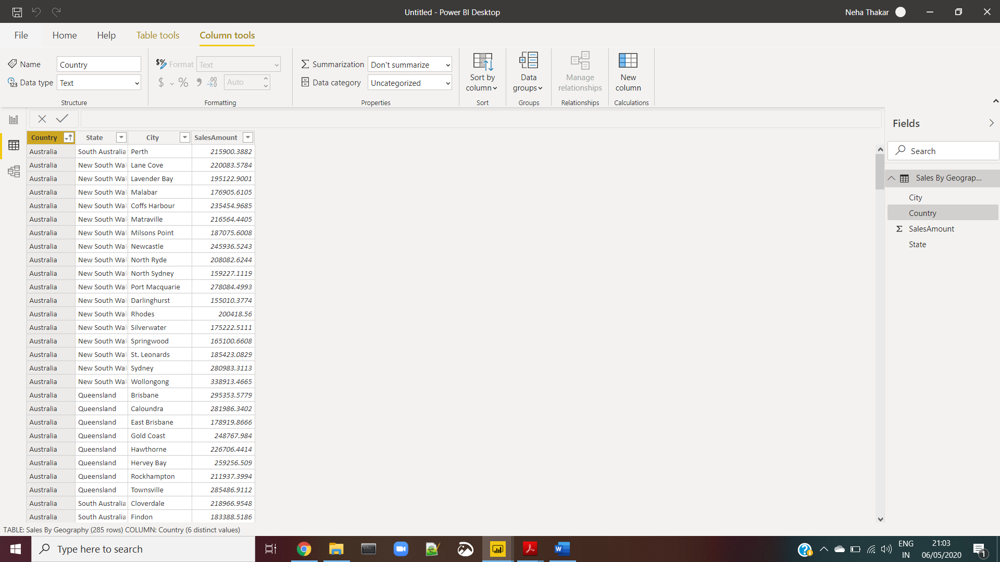 Untitled - Power BI Desktop
Neha Thakar
File Home Help Table tools Column tools
Name Country
Data type Text
Structure
$% Format Text
$ % 9 .00 Auto
Formatting
Summarization Don't summarize
Data category Uncategorized
Properties
Sort by
column
Sort
Data
groups
Groups
Manage
relationships
Relationships
New
column
Calculations
Country State City SalesAmount
Australia South Australia Perth 215900.3882
Australia New South Wal Lane Cove 220083.5784
Australia New South Wal Lavender Bay 195122.9001
Australia New South Wal Malabar 176905.6105
Australia New South Wal Coffs Harbour 235454.9685
Australia New South Wal Matraville 216564.4405
Australia New South Wal Milsons Point 187075.6008
Australia New South Wal Newcastle 245936.5243
Australia New South Wal North Ryde 208082.6244
Australia New South Wal North Sydney 159227.1119
Australia New South Wal Port Macquarie 278084.4993
Australia New South Wal Darlinghurst 155010.3774
Australia New South Wal Rhodes 200418.56
Australia New South Wal Silverwater 175222.5111
Australia New South Wal Springwood 165100.6608
Australia New South Wal St. Leonards 185423.0829
Australia New South Wal Sydney 280983.3113
Australia New South Wal Wollongong 338913.4665
Australia Queensland Brisbane 295353.5779
Australia Queensland Caloundra 281986.3402
Australia Queensland East Brisbane 178919.8666
Australia Queensland Gold Coast 248767.984
Australia Queensland Hawthorne 226706.4414
Australia Queensland Hervey Bay 259256.509
Australia Queensland Rockhampton 211937.3994
Australia Queensland Townsville 285486.9112
Australia South Australia Cloverdale 218966.9548
Australia South Australia Findon 183388.5186
Fields
Search
Sales By Geograp...
City
Country
Σ SalesAmount
State
TABLE: Sales By Geography (285 rows) COLUMN: Country (6 distinct values)
Type here to search
ENG
IN
21:03
06/05/2020
1